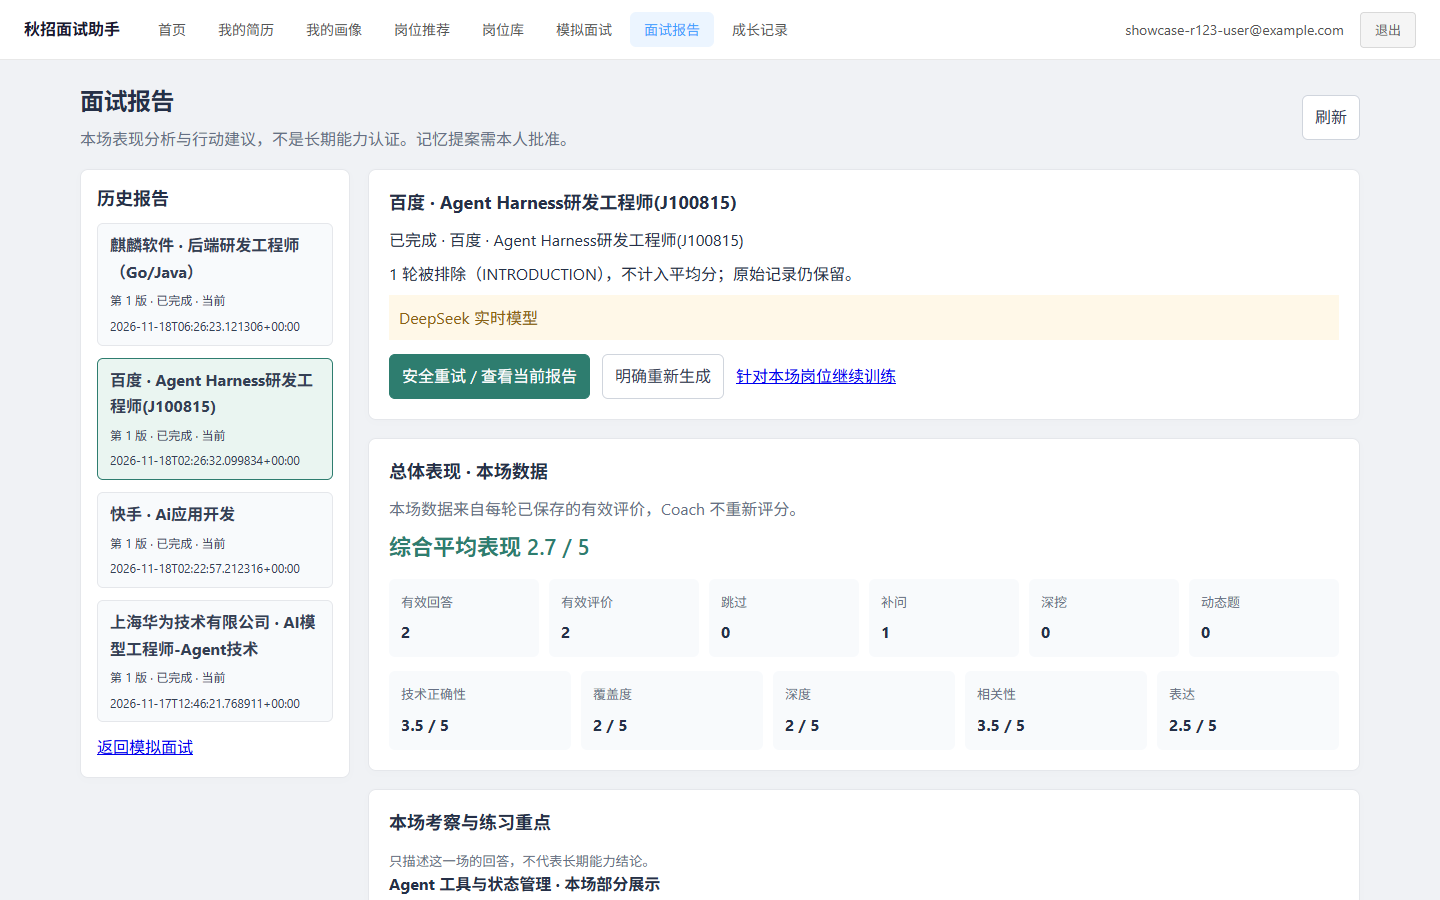 秋招面试助手
首页
我的简历
我的画像
岗位推荐
岗位库
模拟面试
面试报告
成长记录
showcase-r123-user@example.com
退出
面试报告
本场表现分析与行动建议，不是长期能力认证。记忆提案需本人批准。
刷新
历史报告
麒麟软件 · 后端研发工程师
（Go/Java）
第 1 版 · 已完成 · 当前
2026-11-18T06:26:23.121306+00:00
百度 · Agent Harness研发工
程师(J100815)
第 1 版 · 已完成 · 当前
2026-11-18T02:26:32.099834+00:00
快手 · Ai应用开发
第 1 版 · 已完成 · 当前
2026-11-18T02:22:57.212316+00:00
上海华为技术有限公司 · AI模
型工程师-Agent技术
第 1 版 · 已完成 · 当前
2026-11-17T12:46:21.768911+00:00
返回模拟面试
百度 · Agent Harness研发工程师(J100815)
已完成 · 百度 · Agent Harness研发工程师(J100815)
1 轮被排除（INTRODUCTION），不计入平均分；原始记录仍保留。
DeepSeek 实时模型
安全重试 / 查看当前报告
明确重新生成
针对本场岗位继续训练
总体表现 · 本场数据
本场数据来自每轮已保存的有效评价，Coach 不重新评分。
综合平均表现 2.7 / 5
有效回答
2
有效评价
2
跳过
0
补问
1
深挖
0
动态题
0
技术正确性
3.5 / 5
覆盖度
2 / 5
深度
2 / 5
相关性
3.5 / 5
表达
2.5 / 5
本场考察与练习重点
只描述这一场的回答，不代表长期能力结论。
Agent 工具与状态管理 · 本场部分展示